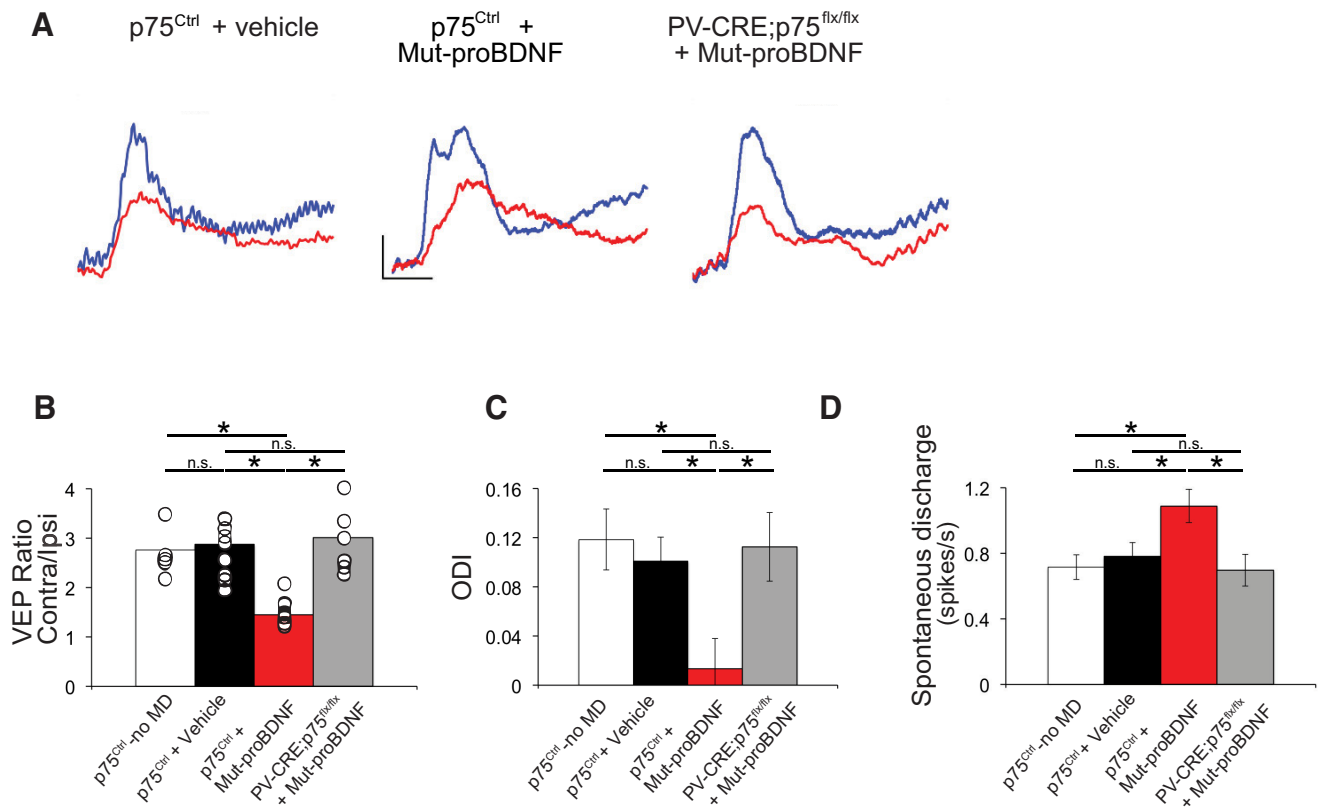 A
p75Ctrl + vehicle
p75Ctrl +
Mut-proBDNF
PV-CRE;p75flx/flx
+ Mut-proBDNF
B
*
n.s.
n.s. * *
VEP Ratio
Contra/Ipsi
4
3
2
1
0
p75Ctrl -no MD
p75Ctrl + Vehicle
p75Ctrl +
Mut-proBDNF
PV-CRE;p75flx/flx
+ Mut-proBDNF
C
*
n.s.
n.s. * *
ODI
0.16
0.12
0.08
0.04
0
p75Ctrl -no MD
p75Ctrl + Vehicle
p75Ctrl +
Mut-proBDNF
PV-CRE;p75flx/flx
+ Mut-proBDNF
D
*
n.s.
n.s. * *
Spontaneous discharge
(spikes/s)
1.2
0.8
0.4
0
p75Ctrl -no MD
p75Ctrl + Vehicle
p75Ctrl +
Mut-proBDNF
PV-CRE;p75flx/flx
+ Mut-proBDNF